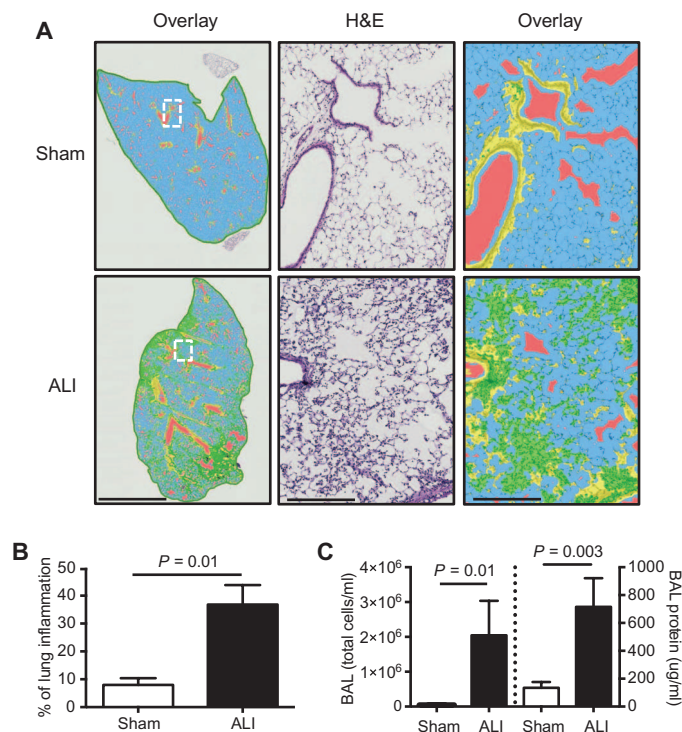 Overlay H&E Overlay
A
Sham
ALI
B
% of lung inflammation
50
40
30
20
10
0
P = 0.01
Sham ALI
C
BAL (total cells/ml)
4×10⁶
3×10⁶
2×10⁶
1×10⁶
0
P = 0.01
P = 0.003
1000
800
600
400
200
0
BAL protein (ug/ml)
Sham ALI Sham ALI